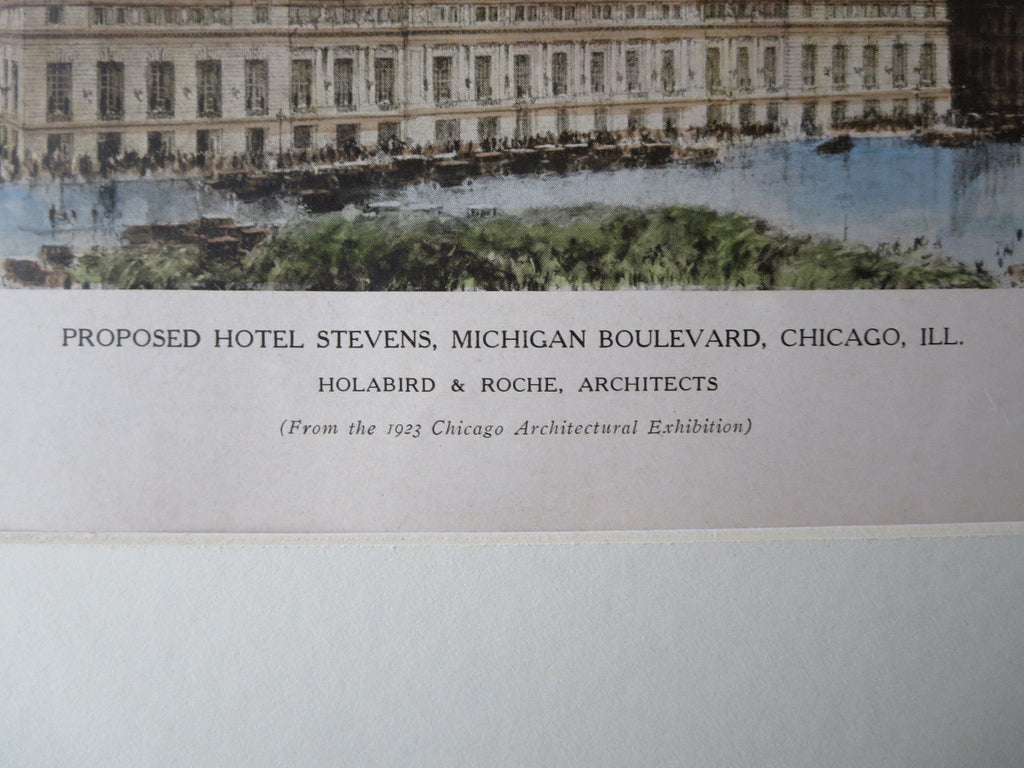 PROPOSED HOTEL STEVENS, MICHIGAN BOULEVARD, CHICAGO, ILL.
HOLABIRD & ROCHE, ARCHITECTS
(From the 1923 Chicago Architectural Exhibition)